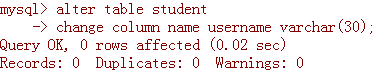 mysql> alter table student
    -> change column name username varchar(30);
Query OK, 0 rows affected (0.02 sec)
Records: 0  Duplicates: 0  Warnings: 0